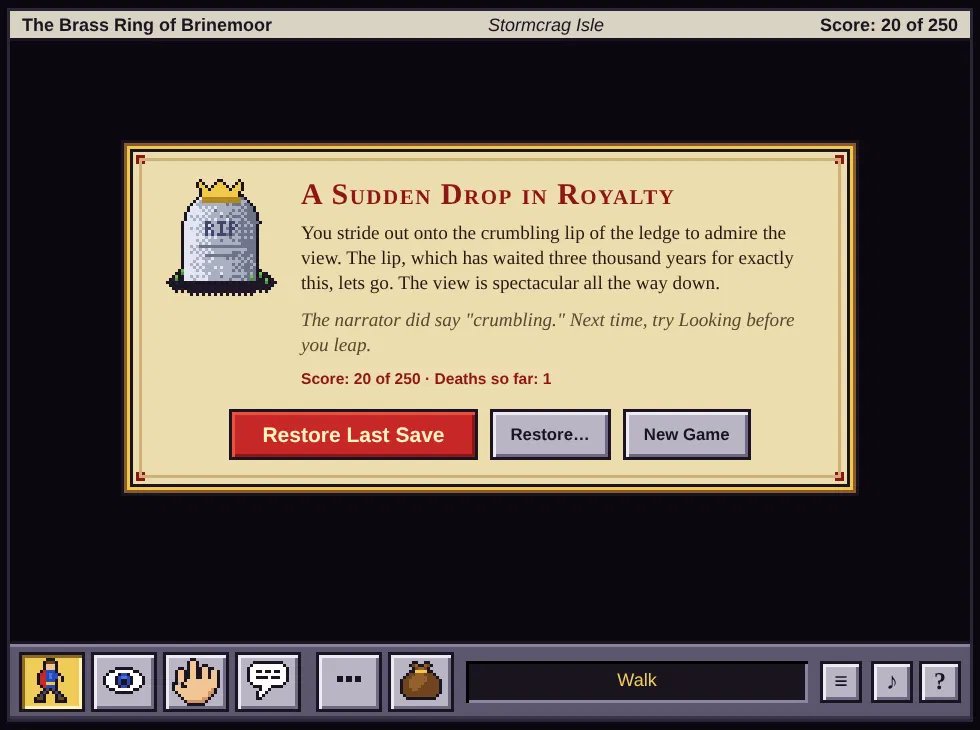 The Brass Ring of Brinemoor
Stormcrag Isle
Score: 20 of 250
RIP
A Sudden Drop in Royalty
You stride out onto the crumbling lip of the ledge to admire the
view. The lip, which has waited three thousand years for exactly
this, lets go. The view is spectacular all the way down.
The narrator did say "crumbling." Next time, try Looking before
you leap.
Score: 20 of 250 · Deaths so far: 1
Restore Last Save
Restore…
New Game
Walk
?